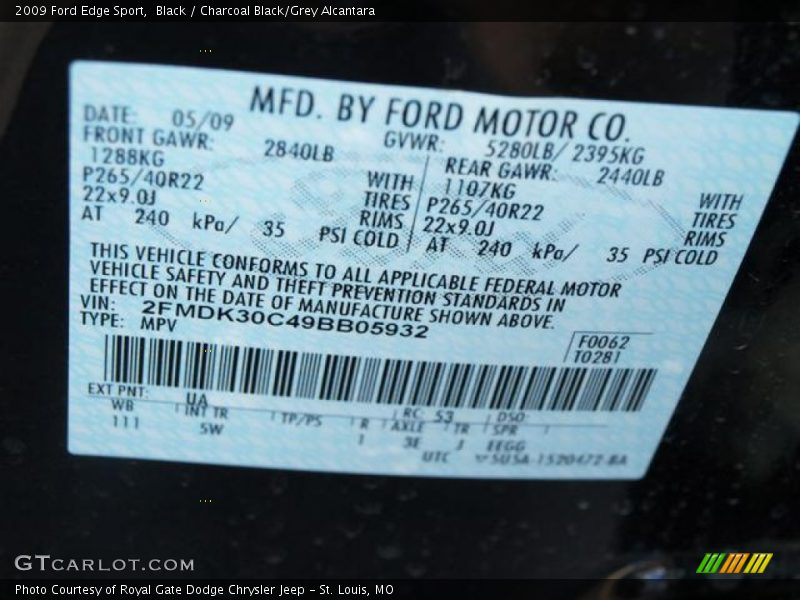 2009 Ford Edge Sport,  Black / Charcoal Black/Grey Alcantara
MFD. BY FORD MOTOR CO.
DATE: 05/09 GVWR: 5280LB/ 2395KG
FRONT GAWR: 2840LB REAR GAWR: 2440LB
1288KG WITH 1107KG WITH
P265/40R22 TIRES P265/40R22 TIRES
22x9.0J RIMS 22x9.0J RIMS
AT 240 kPa/ 35 PSI COLD AT 240 kPa/ 35 PSI COLD
THIS VEHICLE CONFORMS TO ALL APPLICABLE FEDERAL MOTOR
VEHICLE SAFETY AND THEFT PREVENTION STANDARDS IN
EFFECT ON THE DATE OF MANUFACTURE SHOWN ABOVE.
VIN: 2FMDK30C49BB05932
TYPE: MPV
F0062
T0281
EXT PNT: UA RC: 53 DSO:
WB INT TR TP/PS R AXLE TR SPR
111 5W 3E J EEGG
UTC
GTCARLOT.COM
Photo Courtesy of Royal Gate Dodge Chrysler Jeep - St. Louis, MO